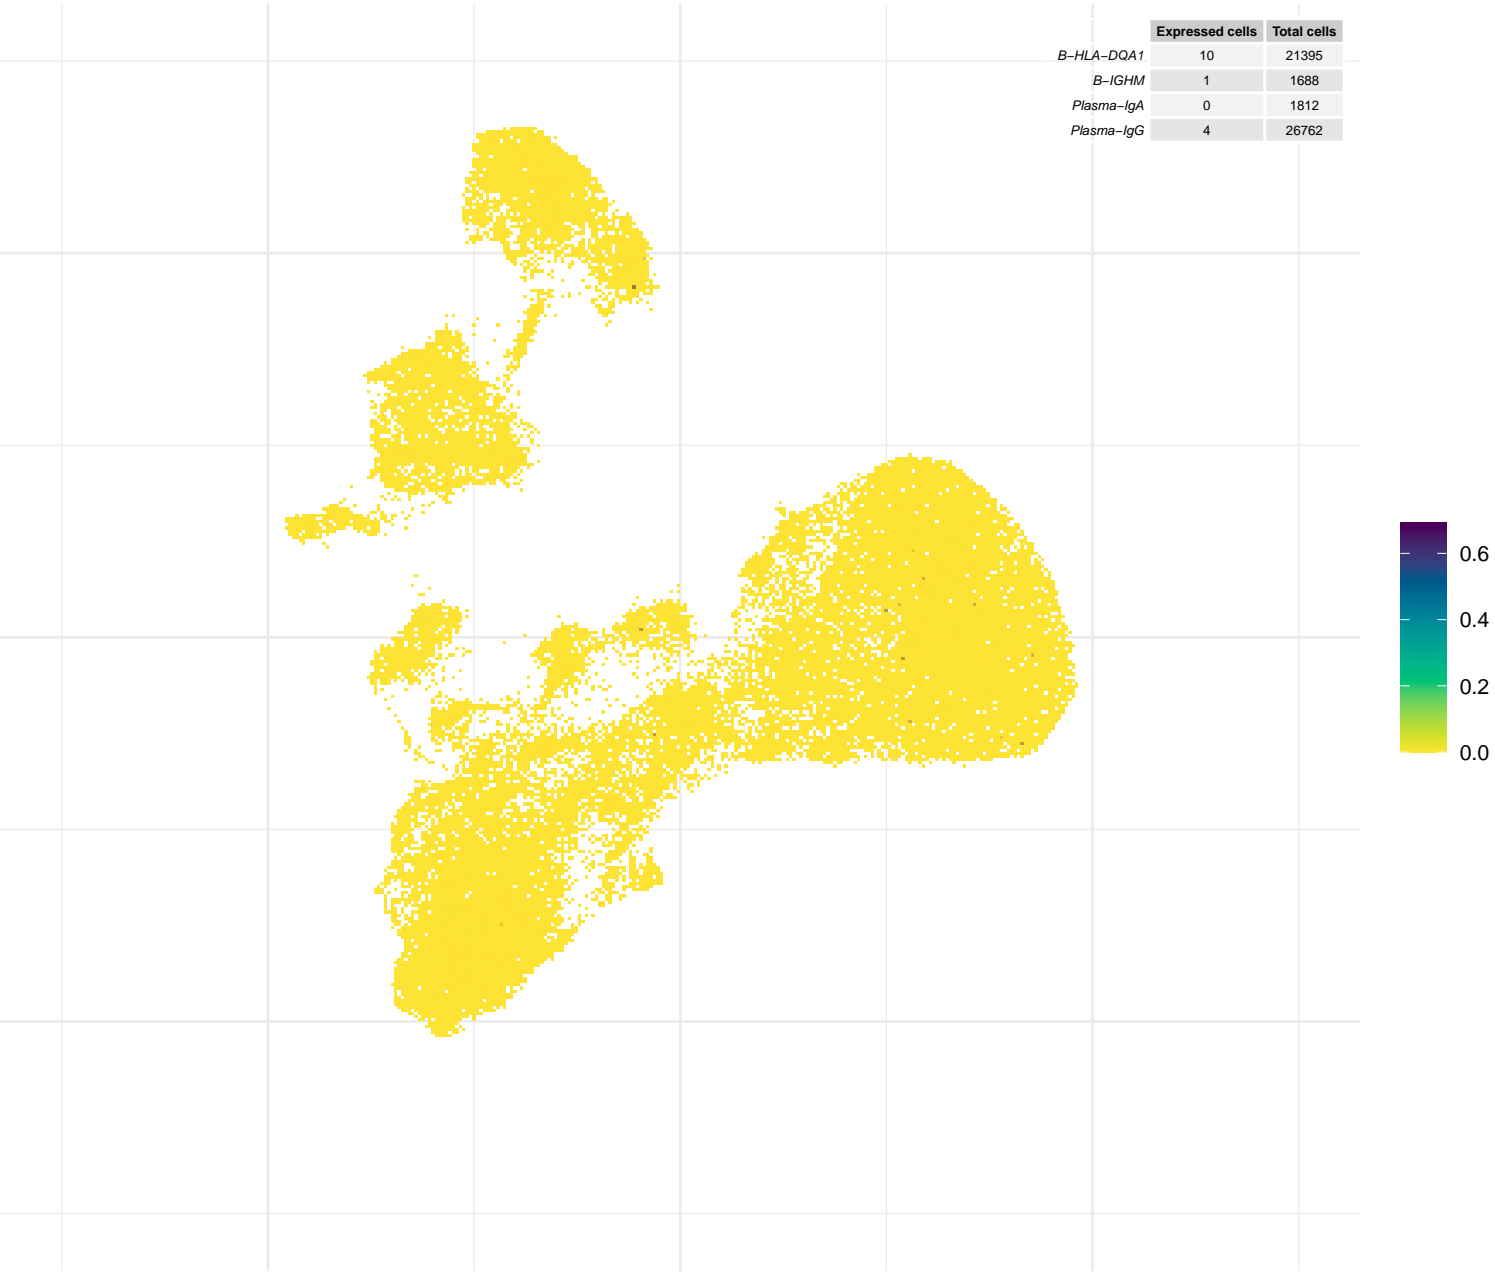 Expressed cells Total cells
B−HLA−DQA1 10 21395
B−IGHM 1 1688
Plasma−IgA 0 1812
Plasma−IgG 4 26762
0.6
0.4
0.2
0.0